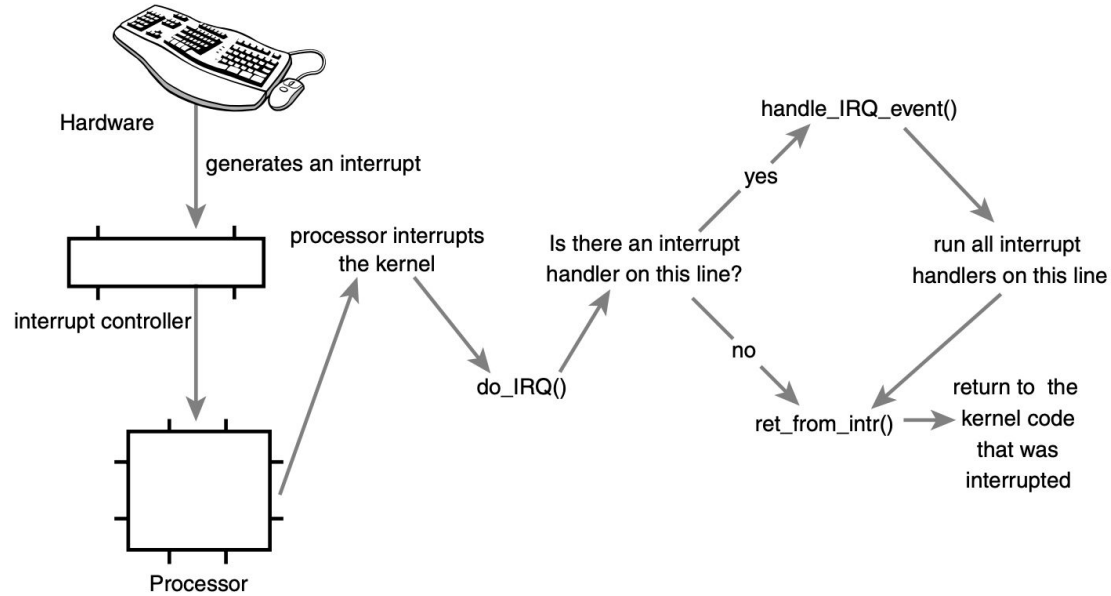 Hardware
generates an interrupt
interrupt controller
Processor
processor interrupts
the kernel
do_IRQ()
Is there an interrupt
handler on this line?
yes
no
handle_IRQ_event()
run all interrupt
handlers on this line
ret_from_intr()
return to the
kernel code
that was
interrupted